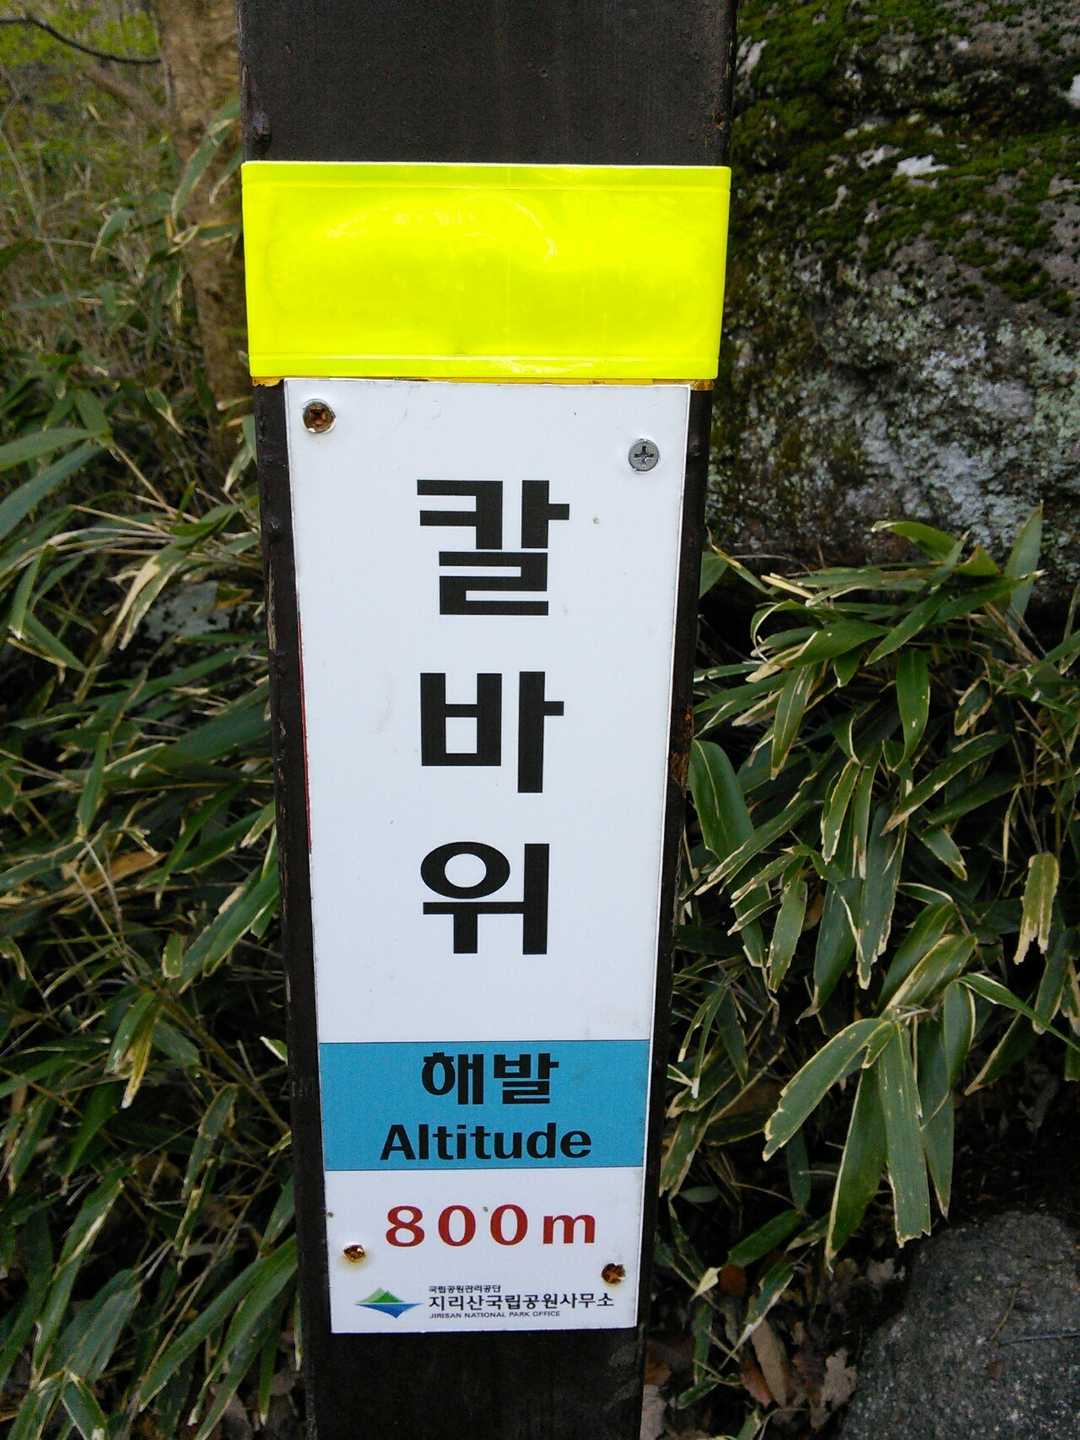 칼
바
위
해발
Altitude
800m
국립공원관리공단
지리산국립공원사무소
JIRISAN NATIONAL PARK OFFICE